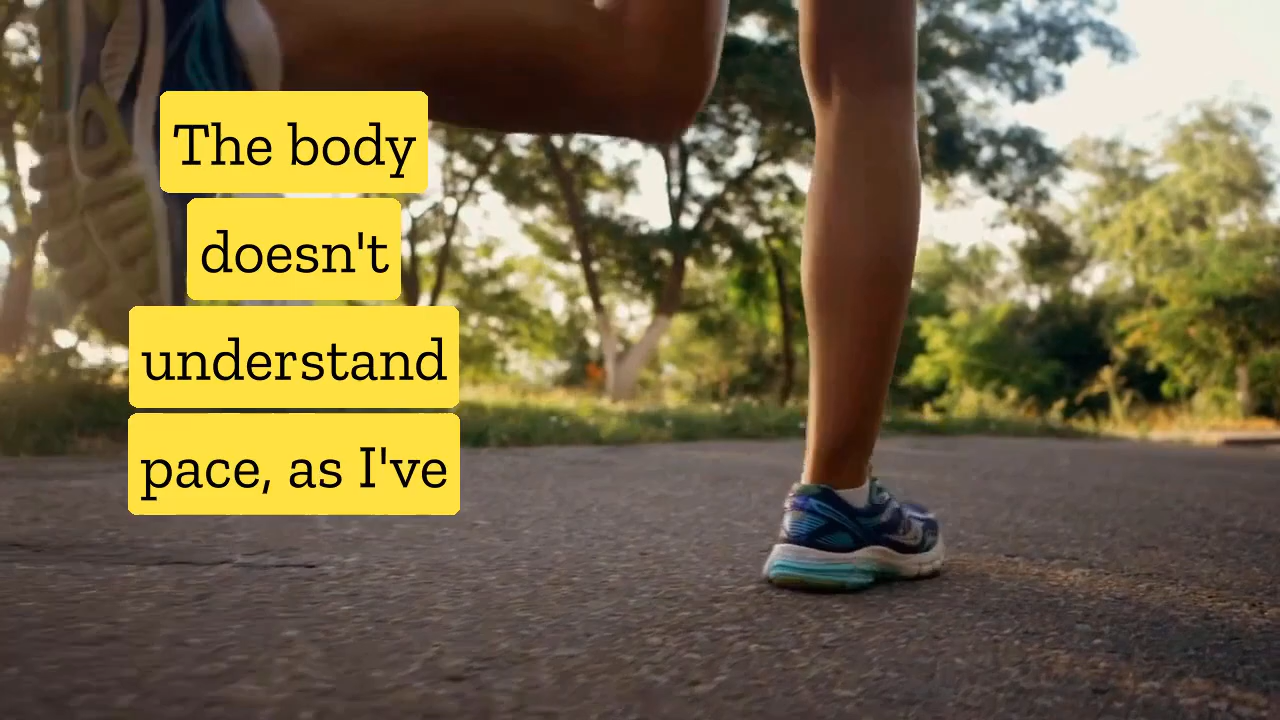 The body
doesn't
understand
pace, as I've